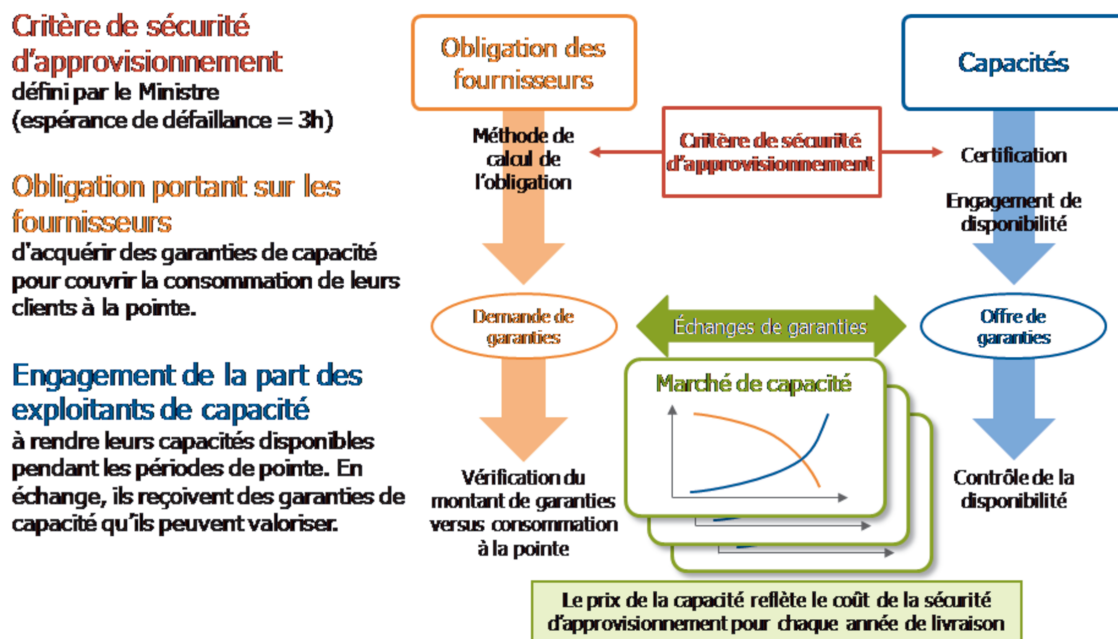 Critère de sécurité
d'approvisionnement
défini par le Ministre
(espérance de défaillance = 3h)
Obligation portant sur les
fournisseurs
d'acquérir des garanties de capacité
pour couvrir la consommation de leurs
clients à la pointe.
Engagement de la part des
exploitants de capacité
à rendre leurs capacités disponibles
pendant les périodes de pointe. En
échange, ils reçoivent des garanties de
capacité qu'ils peuvent valoriser.
Obligation des
fournisseurs
Capacités
Méthode de
calcul de
l'obligation
Critère de sécurité
d'approvisionnement
Certification
Engagement de
disponibilité
Demande de
garanties
Échanges de garanties
Offre de
garanties
Marché de capacité
Vérification du
montant de garanties
versus consommation
à la pointe
Contrôle de la
disponibilité
Le prix de la capacité reflète le coût de la sécurité
d'approvisionnement pour chaque année de livraison